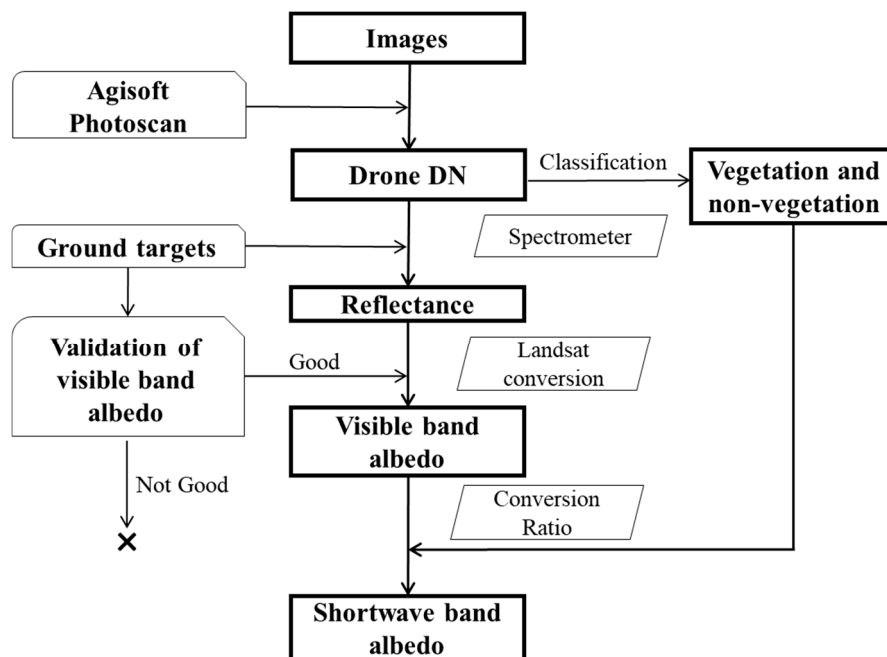 Images
Agisoft
Photoscan
Drone DN
Classification
Vegetation and
non-vegetation
Ground targets
Spectrometer
Reflectance
Validation of
visible band
albedo
Good
Landsat
conversion
Visible band
albedo
Not Good
Conversion
Ratio
Shortwave band
albedo